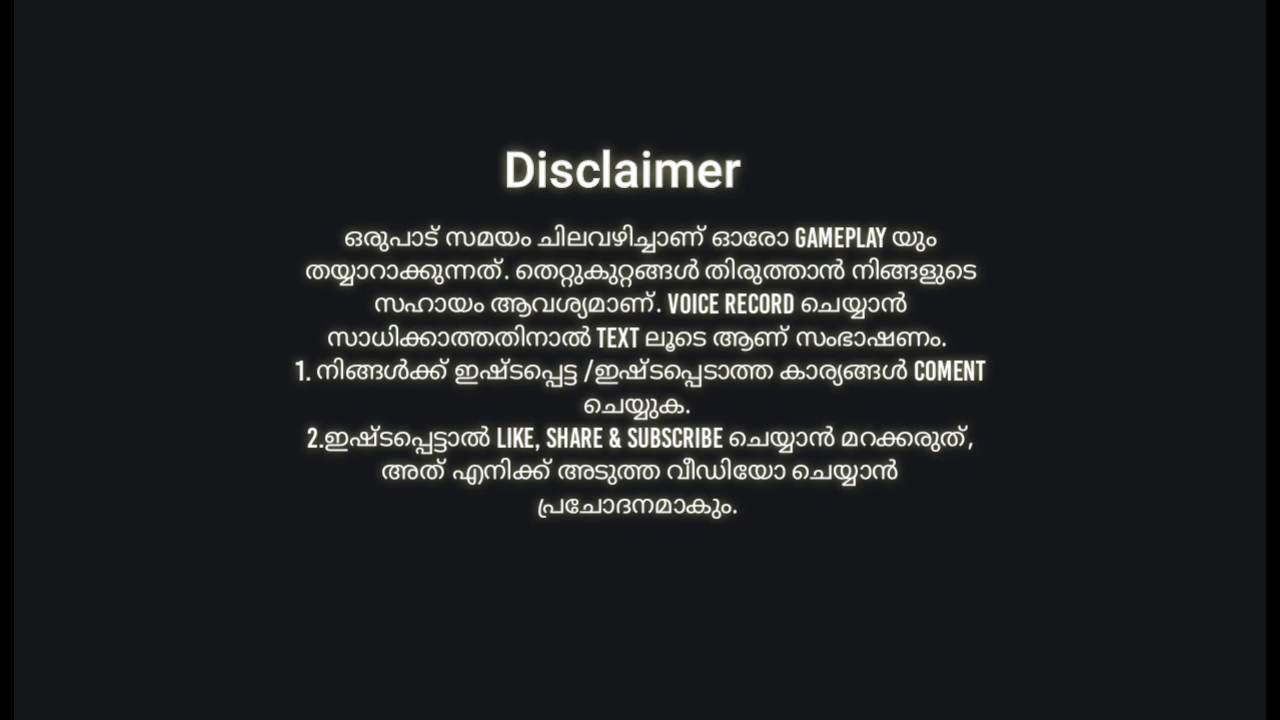 Disclaimer
ഒരുപാട് സമയം ചിലവഴിച്ചാണ് ഓരോ GAMEPLAY യും
തയ്യാറാക്കുന്നത്. തെറ്റുകുറ്റങ്ങൾ തിരുത്താൻ നിങ്ങളുടെ
സഹായം ആവശ്യമാണ്. VOICE RECORD ചെയ്യാൻ
സാധിക്കാത്തതിനാൽ TEXT ലൂടെ ആണ് സംഭാഷണം.
1. നിങ്ങൾക്ക് ഇഷ്ടപ്പെട്ട /ഇഷ്ടപ്പെടാത്ത കാര്യങ്ങൾ COMENT
ചെയ്യുക.
2.ഇഷ്ടപ്പെട്ടാൽ LIKE, SHARE & SUBSCRIBE ചെയ്യാൻ മറക്കരുത്,
അത് എനിക്ക് അടുത്ത വീഡിയോ ചെയ്യാൻ
പ്രചോദനമാകും.